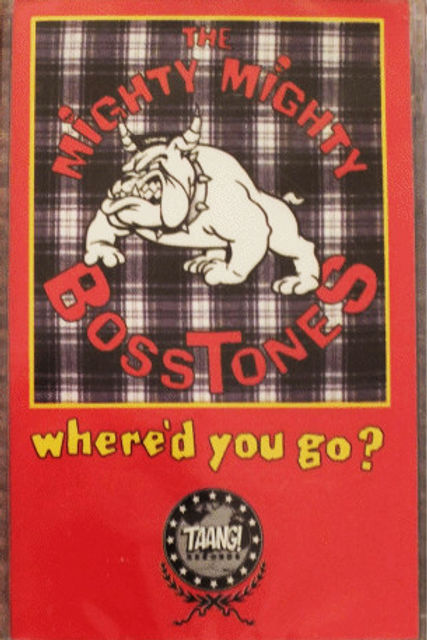 THE
MiGHTY MiGHTY
BOSSTONES
where'd you go?
TAANG!
RECORDS